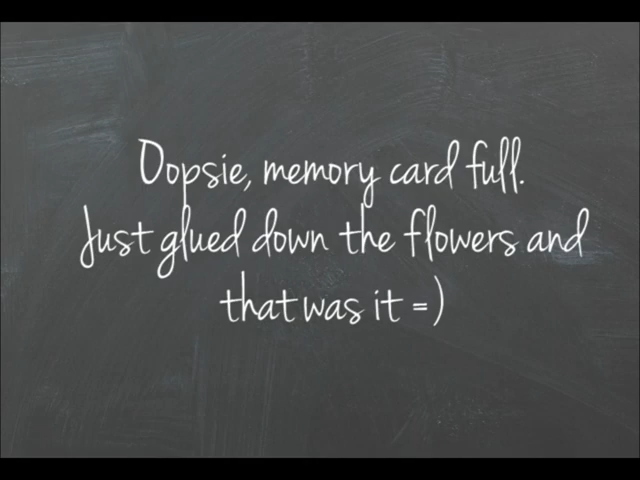 Oopsie, memory card full.
Just glued down the flowers and
that was it =)